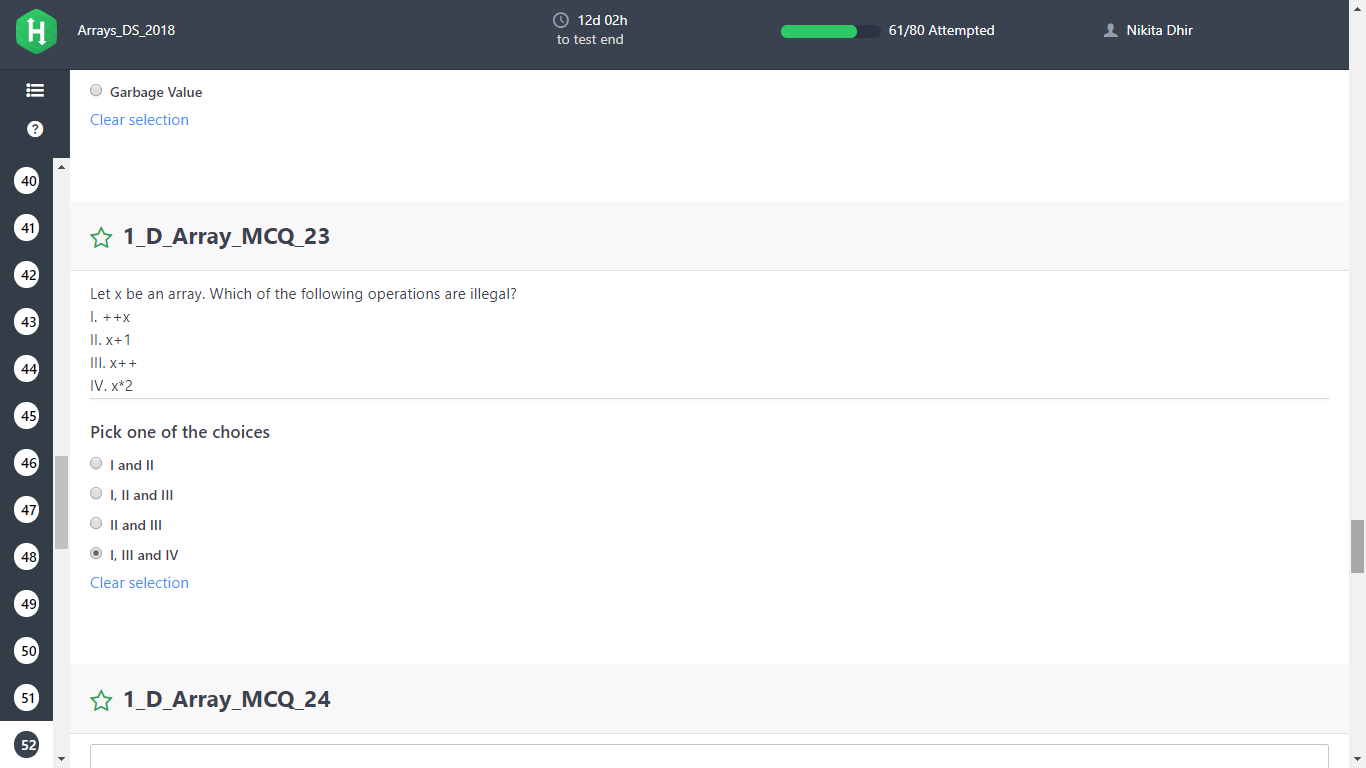 Arrays_DS_2018
12d 02h
to test end
61/80 Attempted
Nikita Dhir
?
40
41
42
43
44
45
46
47
48
49
50
51
52
Garbage Value
Clear selection
1_D_Array_MCQ_23
Let x be an array. Which of the following operations are illegal?
I. ++x
II. x+1
III. x++
IV. x*2
Pick one of the choices
I and II
I, II and III
II and III
I, III and IV
Clear selection
1_D_Array_MCQ_24